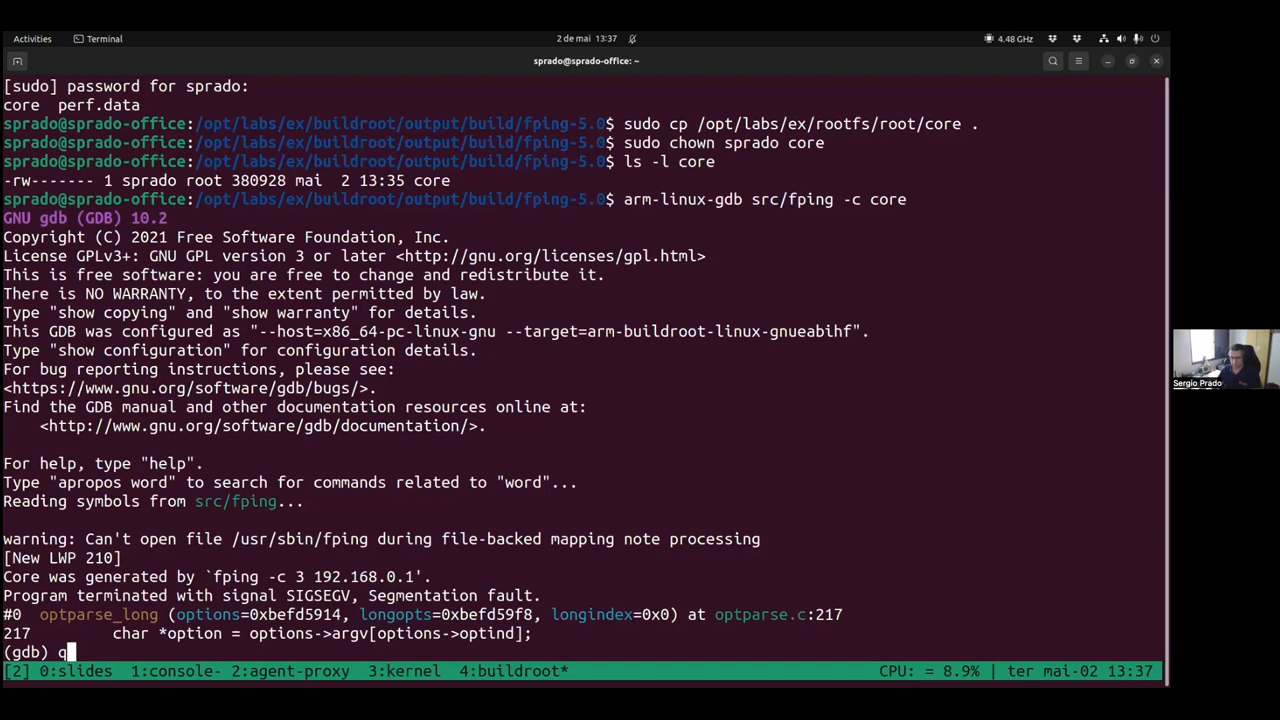 Activities Terminal 2 de mai 13:37 4.48 GHz
sprado@sprado-office: ~
[sudo] password for sprado:
core  perf.data
sprado@sprado-office:/opt/labs/ex/buildroot/output/build/fping-5.0$ sudo cp /opt/labs/ex/rootfs/root/core .
sprado@sprado-office:/opt/labs/ex/buildroot/output/build/fping-5.0$ sudo chown sprado core
sprado@sprado-office:/opt/labs/ex/buildroot/output/build/fping-5.0$ ls -l core
-rw------- 1 sprado root 380928 mai  2 13:35 core
sprado@sprado-office:/opt/labs/ex/buildroot/output/build/fping-5.0$ arm-linux-gdb src/fping -c core
GNU gdb (GDB) 10.2
Copyright (C) 2021 Free Software Foundation, Inc.
License GPLv3+: GNU GPL version 3 or later <http://gnu.org/licenses/gpl.html>
This is free software: you are free to change and redistribute it.
There is NO WARRANTY, to the extent permitted by law.
Type "show copying" and "show warranty" for details.
This GDB was configured as "--host=x86_64-pc-linux-gnu --target=arm-buildroot-linux-gnueabihf".
Type "show configuration" for configuration details.
For bug reporting instructions, please see:
<https://www.gnu.org/software/gdb/bugs/>.
Find the GDB manual and other documentation resources online at:
    <http://www.gnu.org/software/gdb/documentation/>.
For help, type "help".
Type "apropos word" to search for commands related to "word"...
Reading symbols from src/fping...
warning: Can't open file /usr/sbin/fping during file-backed mapping note processing
[New LWP 210]
Core was generated by `fping -c 3 192.168.0.1'.
Program terminated with signal SIGSEGV, Segmentation fault.
#0  optparse_long (options=0xbefd5914, longopts=0xbefd59f8, longindex=0x0) at optparse.c:217
217         char *option = options->argv[options->optind];
(gdb) q
[2] 0:slides  1:console- 2:agent-proxy  3:kernel  4:buildroot* CPU: = 8.9% | ter mai-02 13:37
Sergio Prado